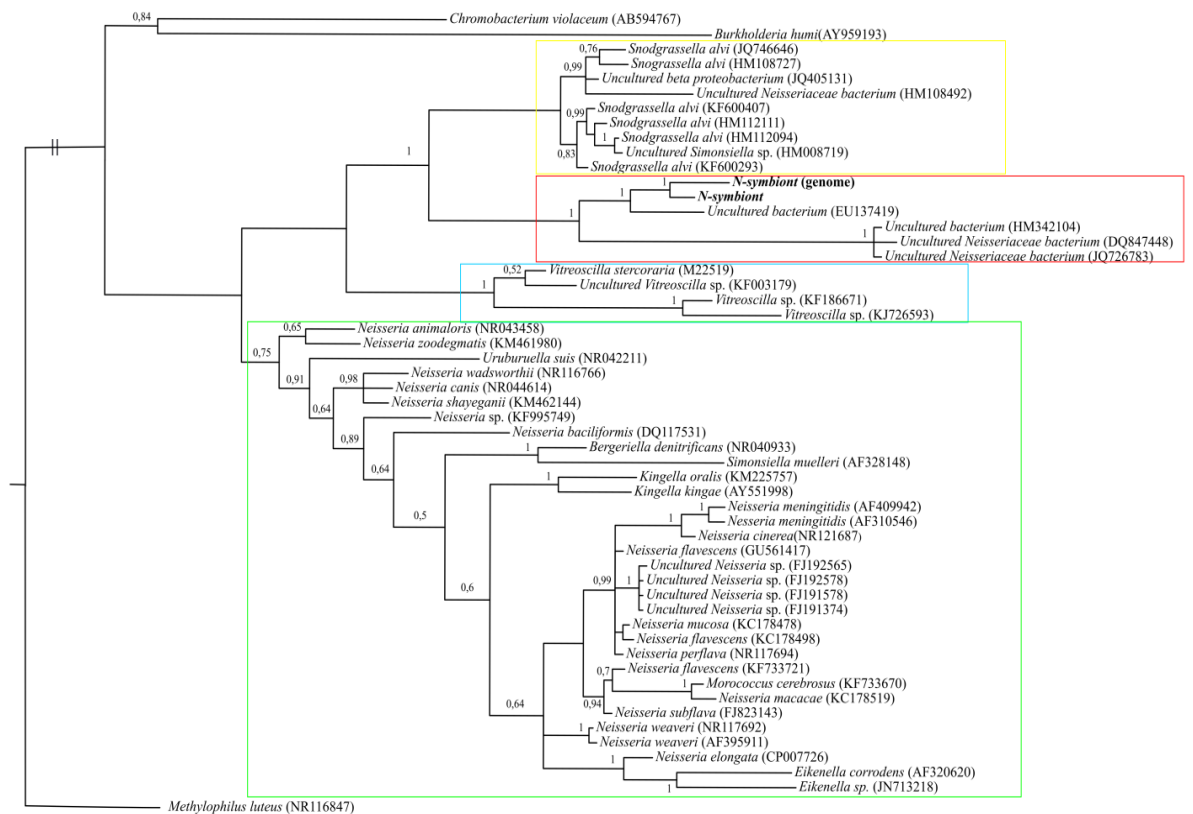 0,84
Chromobacterium violaceum (AB594767)
Burkholderia humi(AY959193)
0,76
Snodgrassella alvi (JQ746646)
Snograssella alvi (HM108727)
0,99
Uncultured beta proteobacterium (JQ405131)
Uncultured Neisseriaceae bacterium (HM108492)
Snodgrassella alvi (KF600407)
0,99
Snodgrassella alvi (HM112111)
1
Snodgrassella alvi (HM112094)
1
0,83
Uncultured Simonsiella sp. (HM008719)
Snodgrassella alvi (KF600293)
1
N-symbiont (genome)
1
N-symbiont
1
Uncultured bacterium (EU137419)
Uncultured bacterium (HM342104)
1
Uncultured Neisseriaceae bacterium (DQ847448)
Uncultured Neisseriaceae bacterium (JQ726783)
0,52
Vitreoscilla stercoraria (M22519)
1
Uncultured Vitreoscilla sp. (KF003179)
1
Vitreoscilla sp. (KF186671)
Vitreoscilla sp. (KJ726593)
0,65
Neisseria animaloris (NR043458)
0,75
Neisseria zoodegmatis (KM461980)
Uruburuella suis (NR042211)
0,91
0,98
Neisseria wadsworthii (NR116766)
Neisseria canis (NR044614)
0,64
Neisseria shayeganii (KM462144)
Neisseria sp. (KF995749)
0,89
Neisseria baciliformis (DQ117531)
1
Bergeriella denitrificans (NR040933)
0,64
Simonsiella muelleri (AF328148)
1
Kingella oralis (KM225757)
Kingella kingae (AY551998)
0,5
1
Neisseria meningitidis (AF409942)
1
Nesseria meningitidis (AF310546)
Neisseria cinerea(NR121687)
Neisseria flavescens (GU561417)
Uncultured Neisseria sp. (FJ192565)
0,6
0,99
1
Uncultured Neisseria sp. (FJ192578)
Uncultured Neisseria sp. (FJ191578)
Uncultured Neisseria sp. (FJ191374)
Neisseria mucosa (KC178478)
Neisseria flavescens (KC178498)
Neisseria perflava (NR117694)
0,7
Neisseria flavescens (KF733721)
1
Morococcus cerebrosus (KF733670)
0,94
Neisseria macacae (KC178519)
0,64
Neisseria subflava (FJ823143)
1
Neisseria weaveri (NR117692)
Neisseria weaveri (AF395911)
1
Neisseria elongata (CP007726)
Eikenella corrodens (AF320620)
1
Eikenella sp. (JN713218)
Methylophilus luteus (NR116847)